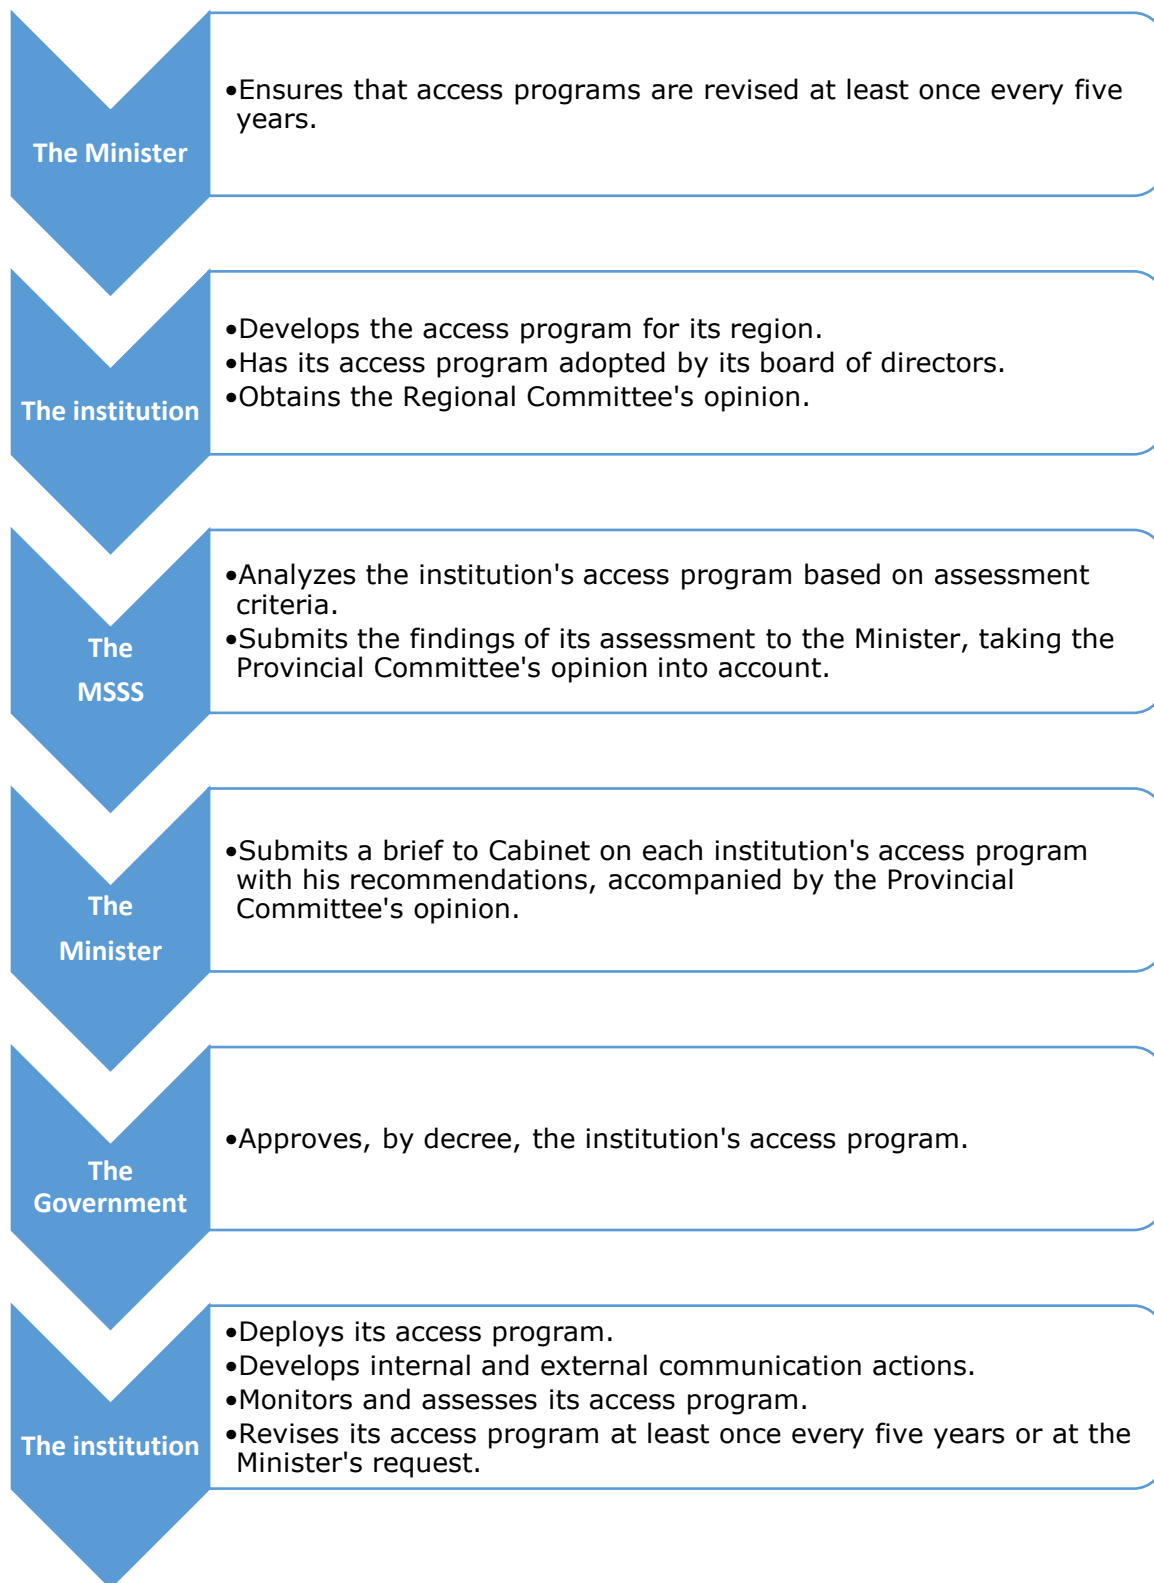 The Minister
•Ensures that access programs are revised at least once every five
years.
The institution
•Develops the access program for its region.
•Has its access program adopted by its board of directors.
•Obtains the Regional Committee's opinion.
The
MSSS
•Analyzes the institution's access program based on assessment
criteria.
•Submits the findings of its assessment to the Minister, taking the
Provincial Committee's opinion into account.
The
Minister
•Submits a brief to Cabinet on each institution's access program
with his recommendations, accompanied by the Provincial
Committee's opinion.
The
Government
•Approves, by decree, the institution's access program.
The institution
•Deploys its access program.
•Develops internal and external communication actions.
•Monitors and assesses its access program.
•Revises its access program at least once every five years or at the
Minister's request.